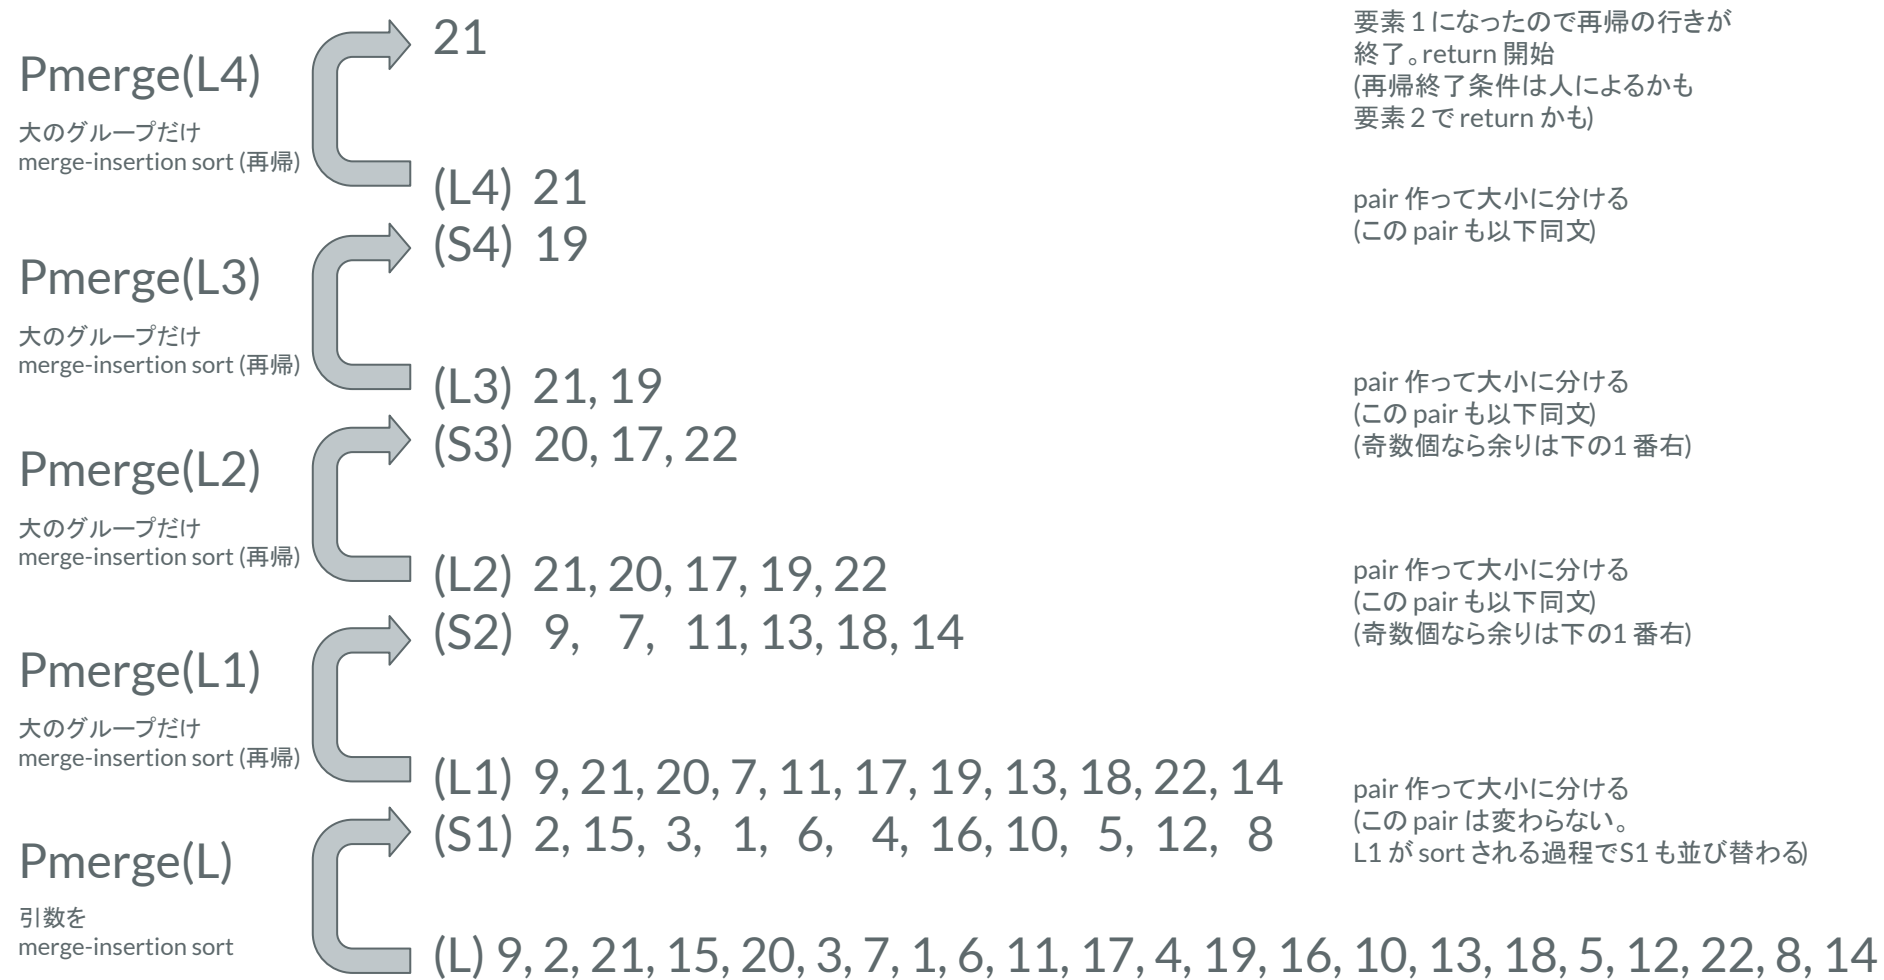 21
要素1になったので再帰の行きが
終了。return 開始
(再帰終了条件は人によるかも
要素2で return かも)
Pmerge(L4)
大のグループだけ
merge-insertion sort (再帰)
(L4) 21
(S4) 19
pair 作って大小に分ける
(この pair も以下同文)
Pmerge(L3)
大のグループだけ
merge-insertion sort (再帰)
(L3) 21, 19
(S3) 20, 17, 22
pair 作って大小に分ける
(この pair も以下同文)
(奇数個なら余りは下の1番右)
Pmerge(L2)
大のグループだけ
merge-insertion sort (再帰)
(L2) 21, 20, 17, 19, 22
(S2) 9, 7, 11, 13, 18, 14
pair 作って大小に分ける
(この pair も以下同文)
(奇数個なら余りは下の1番右)
Pmerge(L1)
大のグループだけ
merge-insertion sort (再帰)
(L1) 9, 21, 20, 7, 11, 17, 19, 13, 18, 22, 14
(S1) 2, 15, 3, 1, 6, 4, 16, 10, 5, 12, 8
pair 作って大小に分ける
(この pair は変わらない。
L1 が sort される過程でS1も並び替わる)
Pmerge(L)
引数を
merge-insertion sort
(L) 9, 2, 21, 15, 20, 3, 7, 1, 6, 11, 17, 4, 19, 16, 10, 13, 18, 5, 12, 22, 8, 14